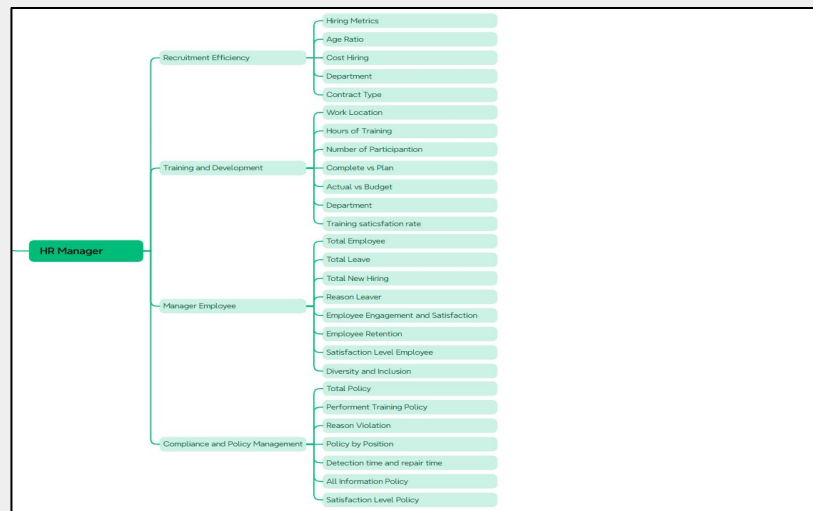 HR Manager
Recruitment Efficiency
Hiring Metrics
Age Ratio
Cost Hiring
Department
Contract Type
Training and Development
Work Location
Hours of Training
Number of Participantion
Complete vs Plan
Actual vs Budget
Department
Training saticsfation rate
Manager Employee
Total Employee
Total Leave
Total New Hiring
Reason Leaver
Employee Engagement and Satisfaction
Employee Retention
Satisfaction Level Employee
Diversity and Inclusion
Compliance and Policy Management
Total Policy
Performent Training Policy
Reason Violation
Policy by Position
Detection time and repair time
All Information Policy
Satisfaction Level Policy